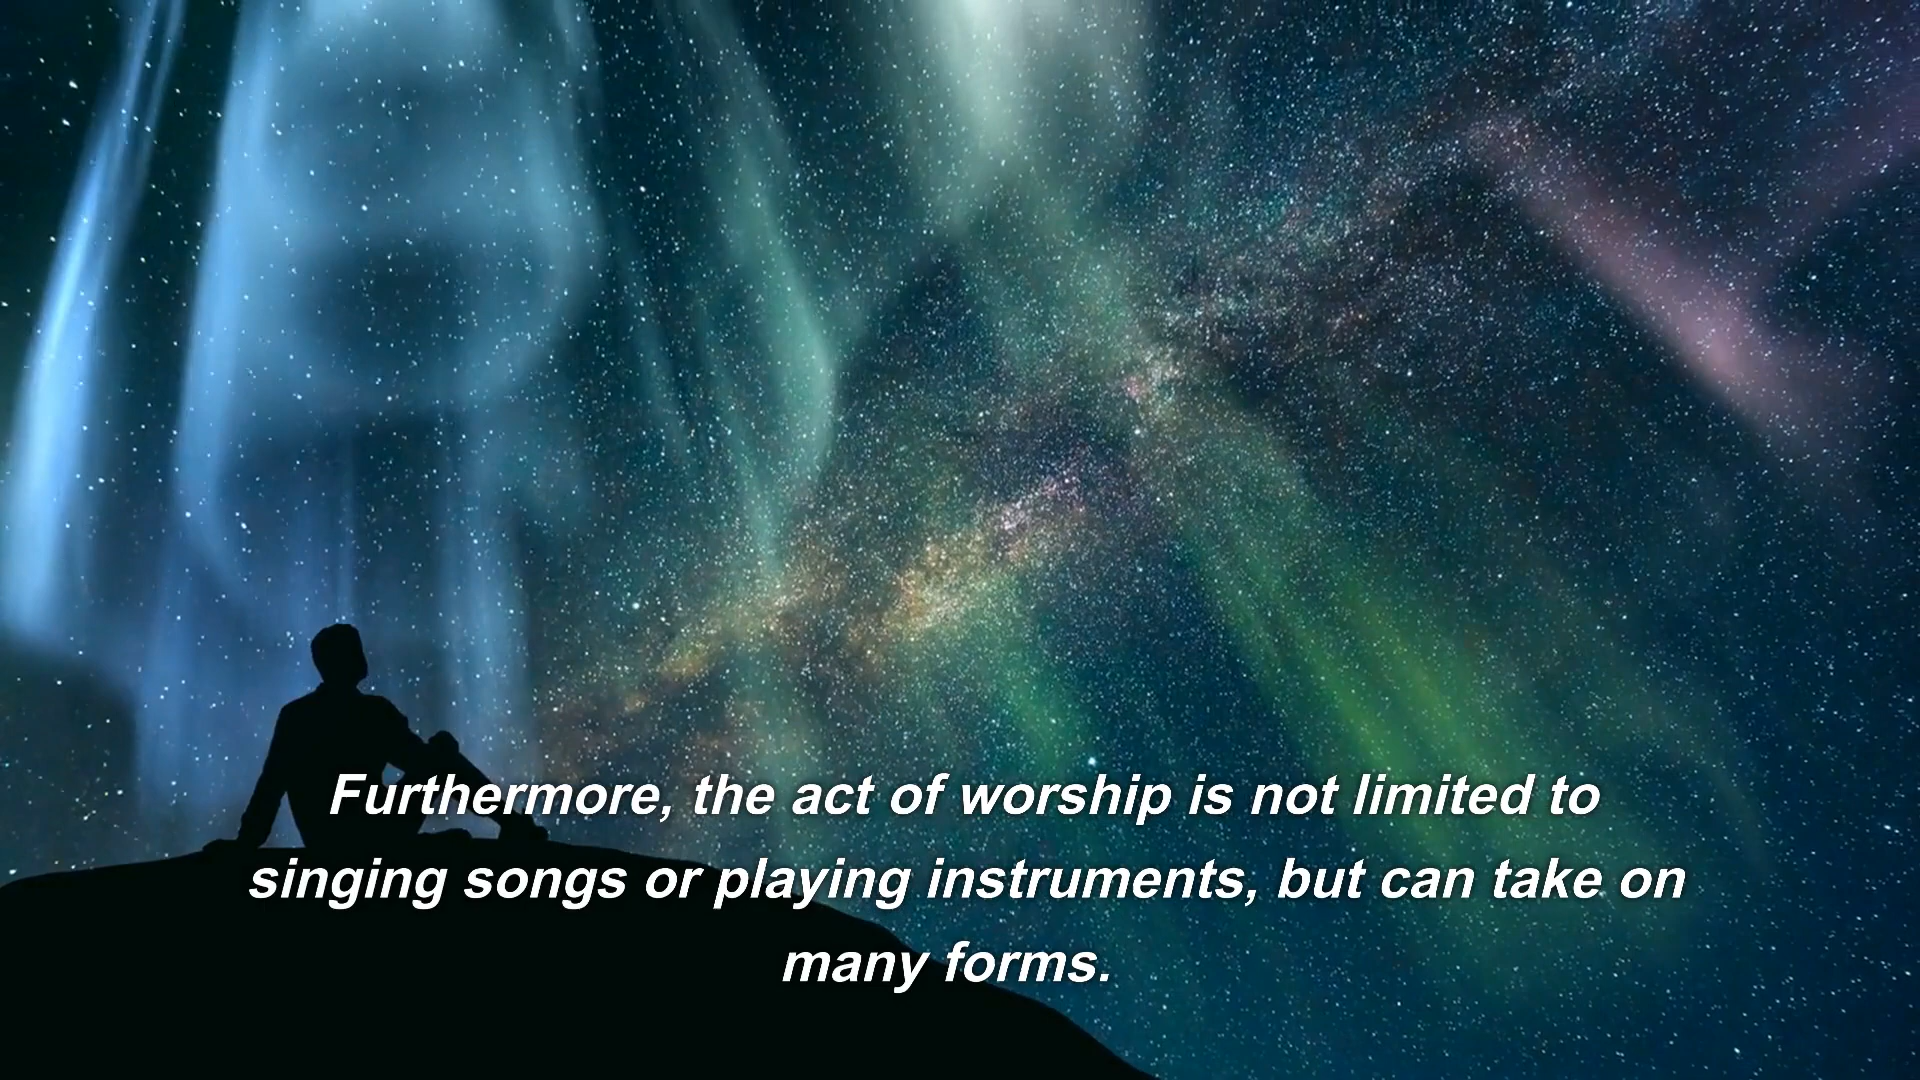 Furthermore, the act of worship is not limited to
singing songs or playing instruments, but can take on
many forms.